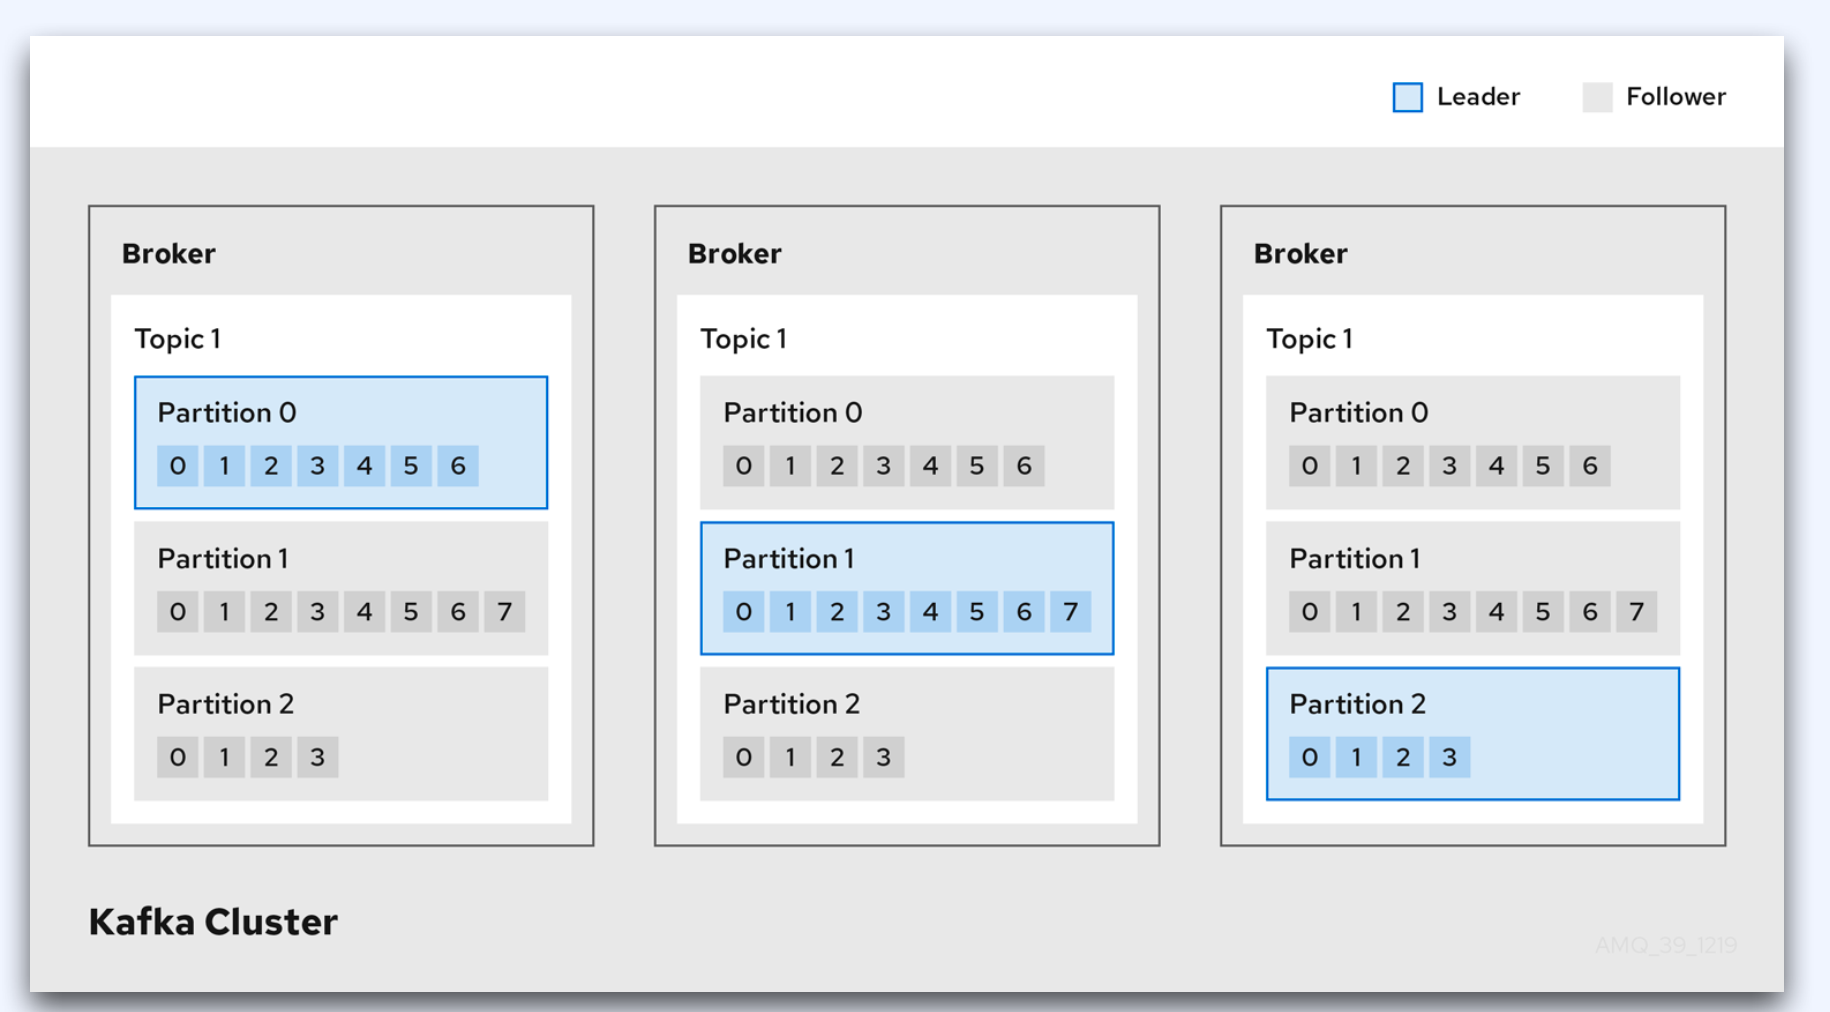 Leader
Follower
Broker
Topic 1
Partition 0
0 1 2 3 4 5 6
Partition 1
0 1 2 3 4 5 6 7
Partition 2
0 1 2 3
Broker
Topic 1
Partition 0
0 1 2 3 4 5 6
Partition 1
0 1 2 3 4 5 6 7
Partition 2
0 1 2 3
Broker
Topic 1
Partition 0
0 1 2 3 4 5 6
Partition 1
0 1 2 3 4 5 6 7
Partition 2
0 1 2 3
Kafka Cluster
AMQ_39_1219